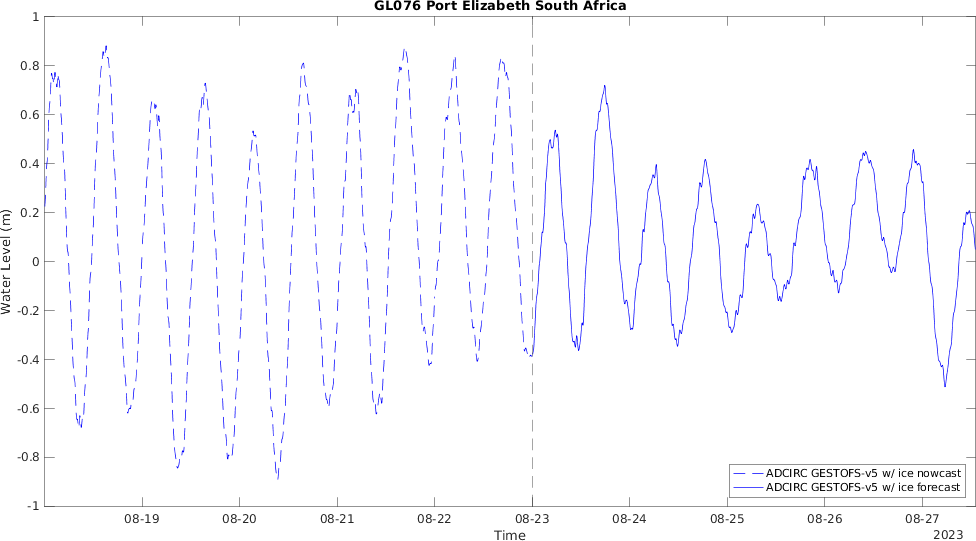 GL076 Port Elizabeth South Africa
1
0.8
0.6
0.4
0.2
0
-0.2
-0.4
-0.6
-0.8
-1
Water Level (m)
ADCIRC GESTOFS-v5 w/ ice nowcast
ADCIRC GESTOFS-v5 w/ ice forecast
08-19 08-20 08-21 08-22 08-23 08-24 08-25 08-26 08-27
Time
2023